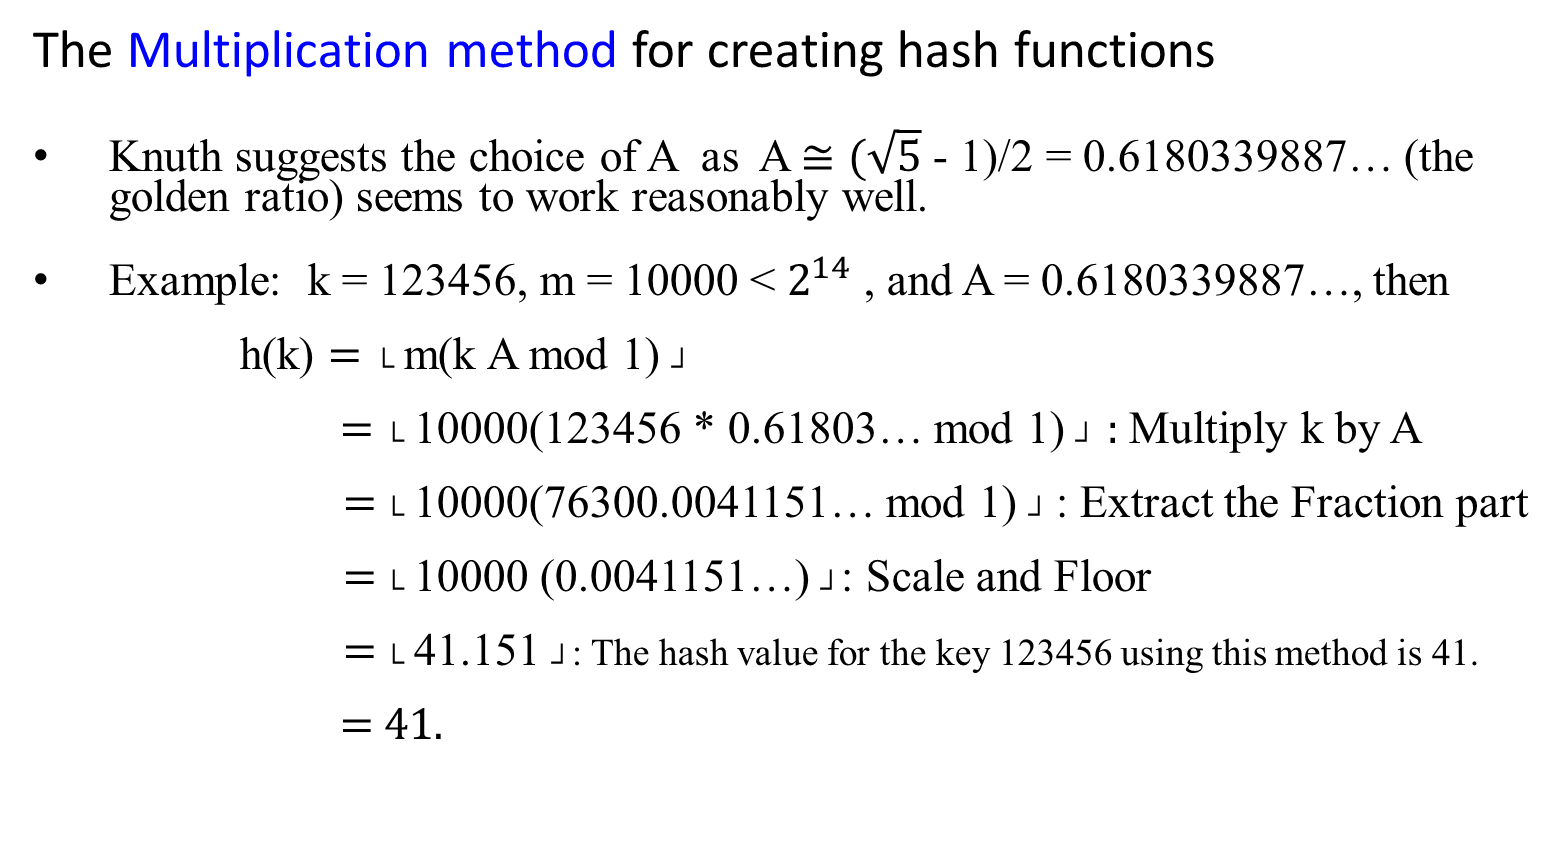 The Multiplication method for creating hash functions
• Knuth suggests the choice of A as A ≅ (√5 - 1)/2 = 0.6180339887… (the
golden ratio) seems to work reasonably well.
• Example: k = 123456, m = 10000 < 2¹⁴ , and A = 0.6180339887…, then
h(k) = ⌞ m(k A mod 1) ⌟
= ⌞ 10000(123456 * 0.61803… mod 1) ⌟ : Multiply k by A
= ⌞ 10000(76300.0041151… mod 1) ⌟ : Extract the Fraction part
= ⌞ 10000 (0.0041151…) ⌟ : Scale and Floor
= ⌞ 41.151 ⌟ : The hash value for the key 123456 using this method is 41.
= 41.